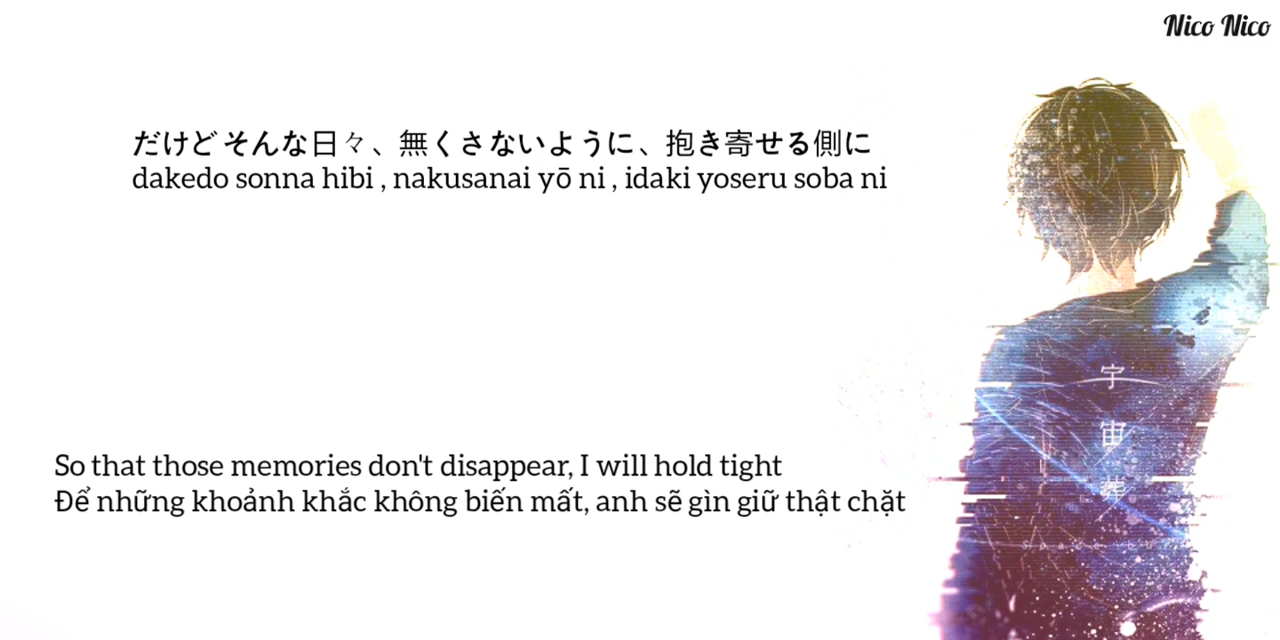 Nico Nico
だけど そんな日々、無くさないように、抱き寄せる側に
dakedo sonna hibi , nakusanai yō ni , idaki yoseru soba ni
So that those memories don't disappear, I will hold tight
Để những khoảnh khắc không biến mất, anh sẽ gìn giữ thật chặt
宇
宙
葬